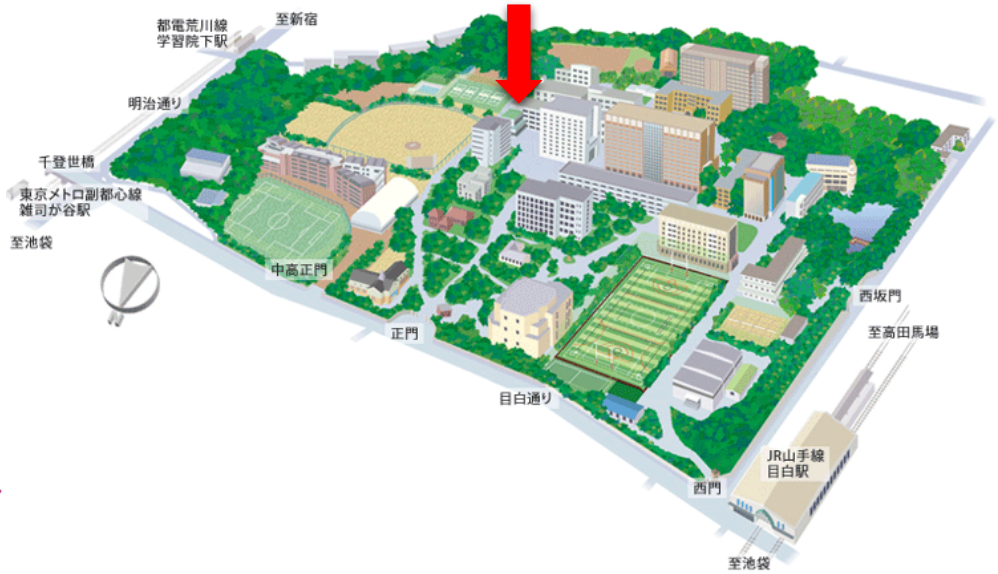 至新宿
都電荒川線
学習院下駅
明治通り
千登世橋
東京メトロ副都心線
雑司が谷駅
至池袋
中高正門
正門
目白通り
西坂門
至高田馬場
JR山手線
目白駅
西門
至池袋